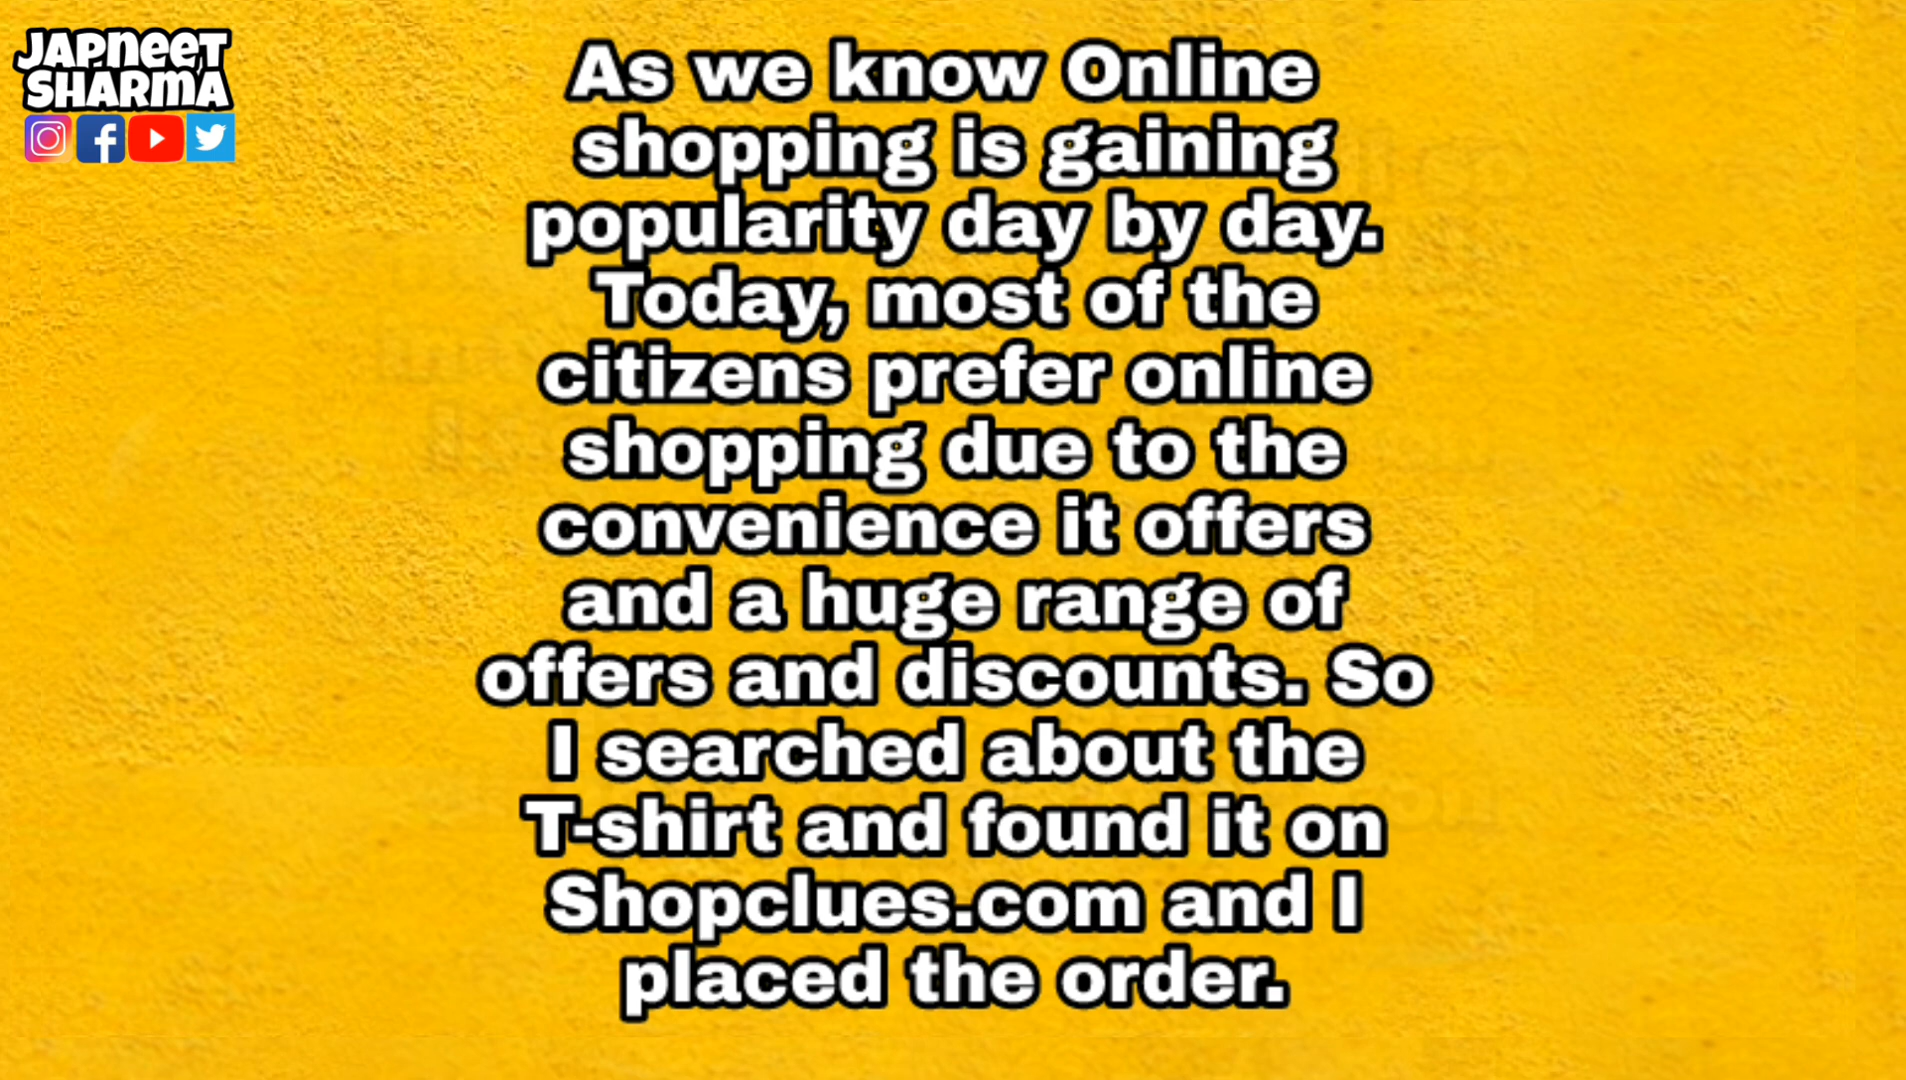 JAPNEET
SHARMA
As we know Online
shopping is gaining
popularity day by day.
Today, most of the
citizens prefer online
shopping due to the
convenience it offers
and a huge range of
offers and discounts. So
I searched about the
T-shirt and found it on
Shopclues.com and I
placed the order.